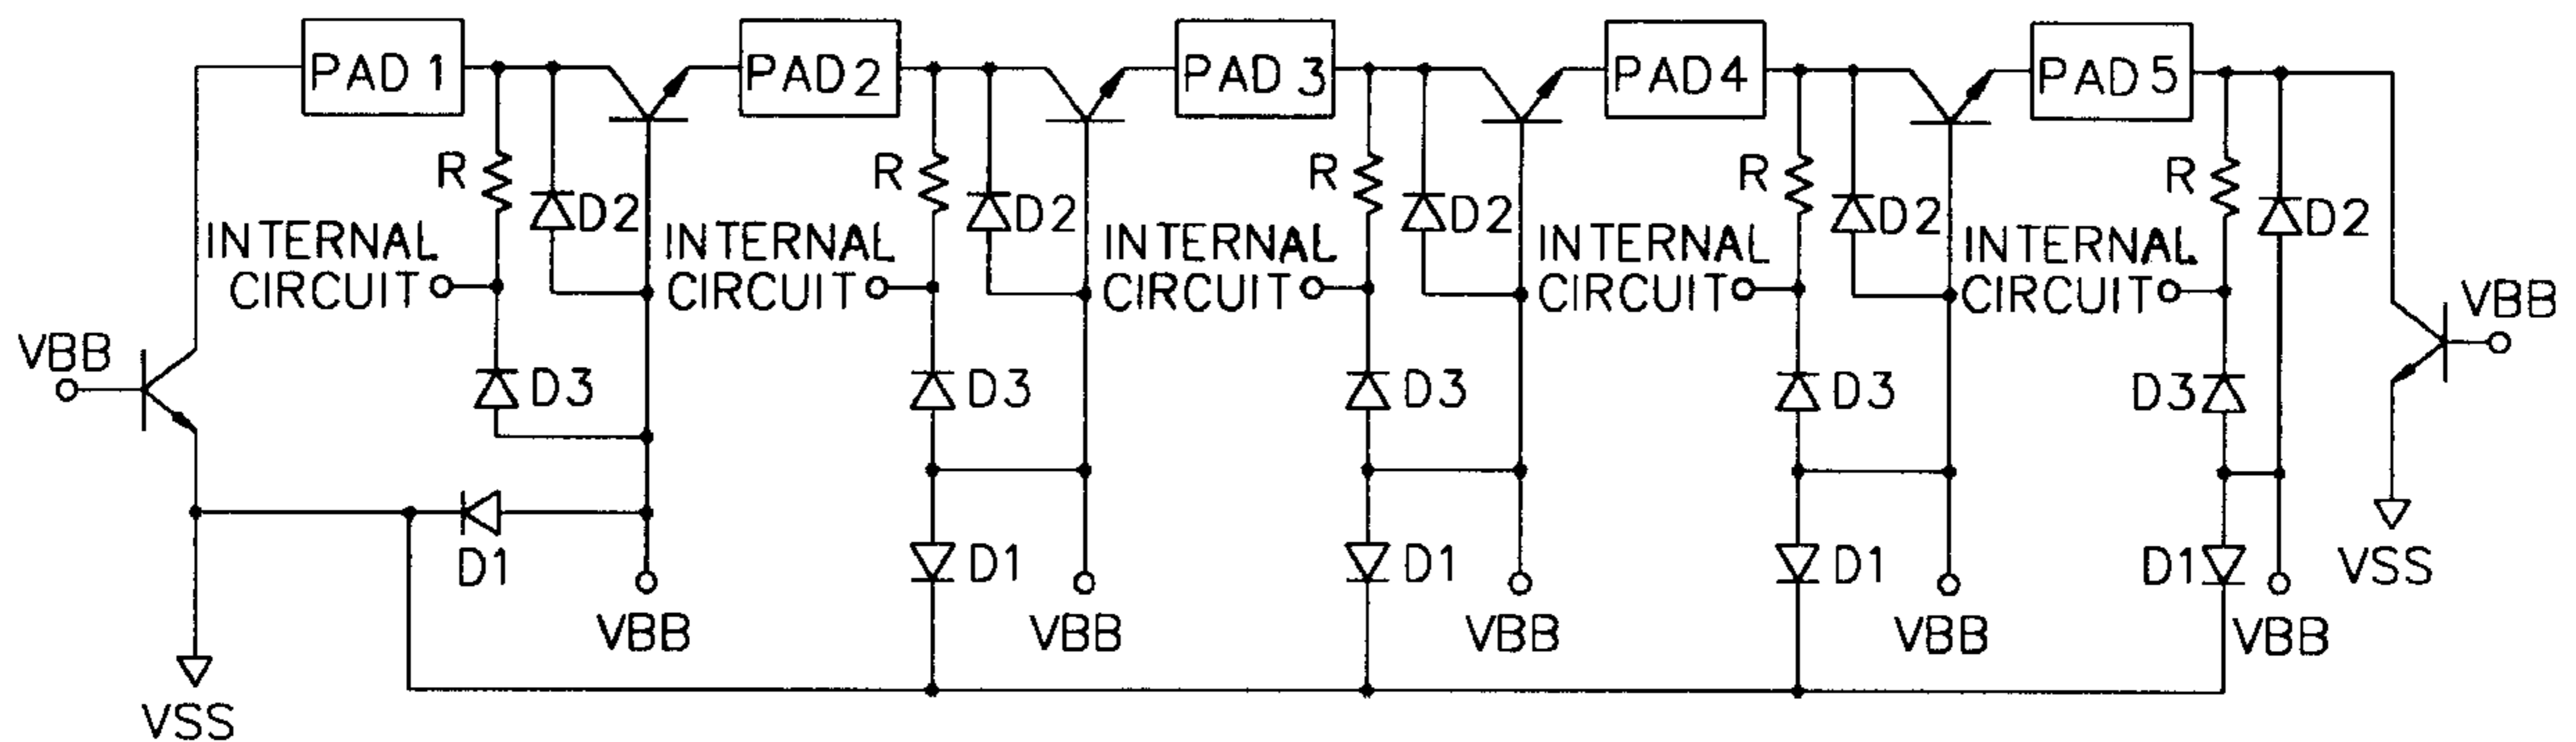 PAD 1
PAD 2
PAD 3
PAD 4
PAD 5
R
R
R
R
R
D2
D2
D2
D2
D2
INTERNAL
CIRCUIT
INTERNAL
CIRCUIT
INTERNAL
CIRCUIT
INTERNAL
CIRCUIT
INTERNAL
CIRCUIT
VBB
VBB
D3
D3
D3
D3
D3
D1
D1
D1
D1
D1
VSS
VBB
VBB
VBB
VBB
VBB
VSS